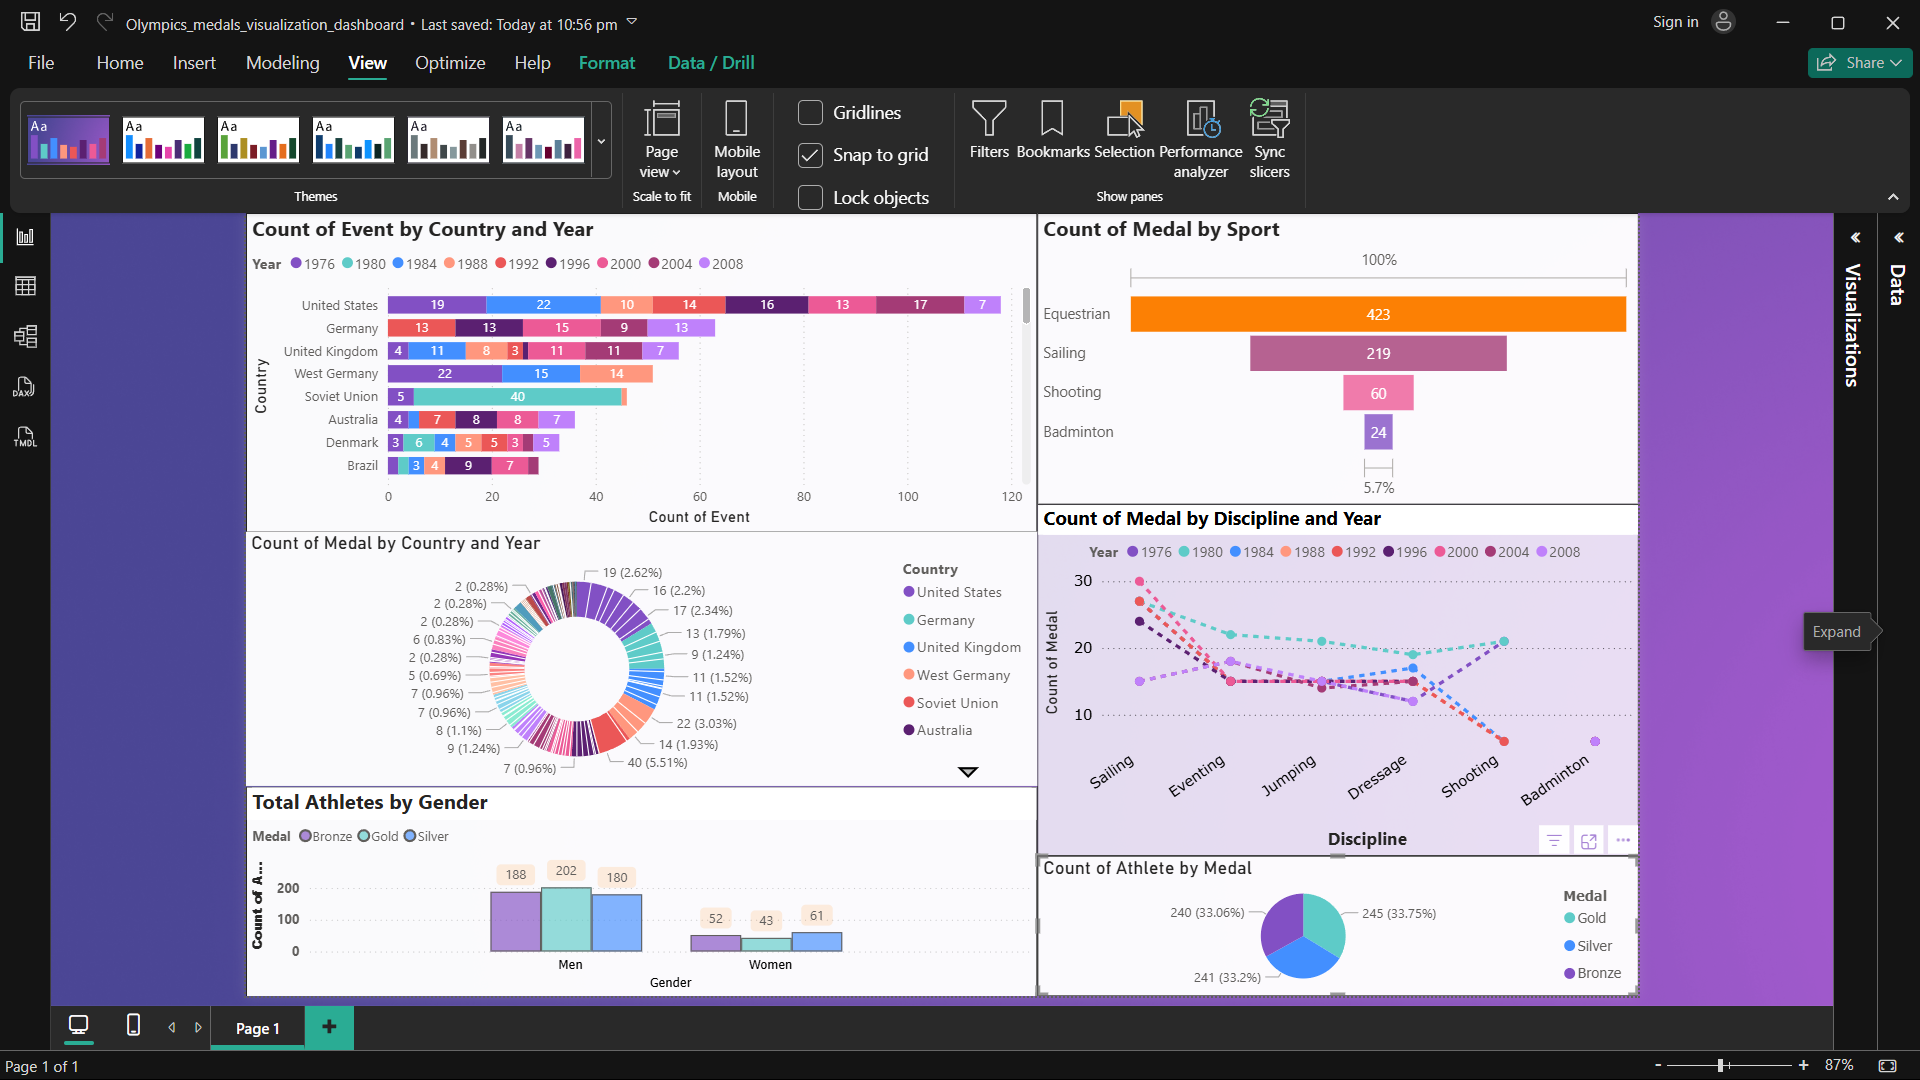 Olympics_medals_visualization_dashboard • Last saved: Today at 10:56 pm
Sign in
File Home Insert Modeling View Optimize Help Format Data / Drill
Share
Aa Aa Aa Aa Aa Aa
Themes
Page view
Scale to fit
Mobile layout
Mobile
Gridlines
Snap to grid
Lock objects
Filters Bookmarks Selection Performance analyzer Sync slicers
Show panes
DAX
TMDL
Count of Event by Country and Year
Year 1976 1980 1984 1988 1992 1996 2000 2004 2008
Country
United States 19 22 10 14 16 13 17 7
Germany 13 13 15 9 13
United Kingdom 4 11 8 3 11 11 7
West Germany 22 15 14
Soviet Union 5 40
Australia 4 7 8 8 7
Denmark 3 6 4 5 5 3 5
Brazil 3 4 9 7
0 20 40 60 80 100 120
Count of Event
Count of Medal by Sport
100%
Equestrian 423
Sailing 219
Shooting 60
Badminton 24
5.7%
Count of Medal by Country and Year
19 (2.62%)
16 (2.2%)
17 (2.34%)
13 (1.79%)
9 (1.24%)
11 (1.52%)
11 (1.52%)
22 (3.03%)
14 (1.93%)
40 (5.51%)
7 (0.96%)
9 (1.24%)
8 (1.1%)
7 (0.96%)
7 (0.96%)
5 (0.69%)
2 (0.28%)
6 (0.83%)
2 (0.28%)
2 (0.28%)
2 (0.28%)
Country
United States
Germany
United Kingdom
West Germany
Soviet Union
Australia
Count of Medal by Discipline and Year
Year 1976 1980 1984 1988 1992 1996 2000 2004 2008
Count of Medal
30
20
10
Sailing Eventing Jumping Dressage Shooting Badminton
Discipline
Total Athletes by Gender
Medal Bronze Gold Silver
Count of A...
200
100
0
188 202 180
52 43 61
Men Women
Gender
Count of Athlete by Medal
240 (33.06%)
245 (33.75%)
241 (33.2%)
Medal
Gold
Silver
Bronze
Visualizations
Data
Expand
Page 1
Page 1 of 1
- + 87%